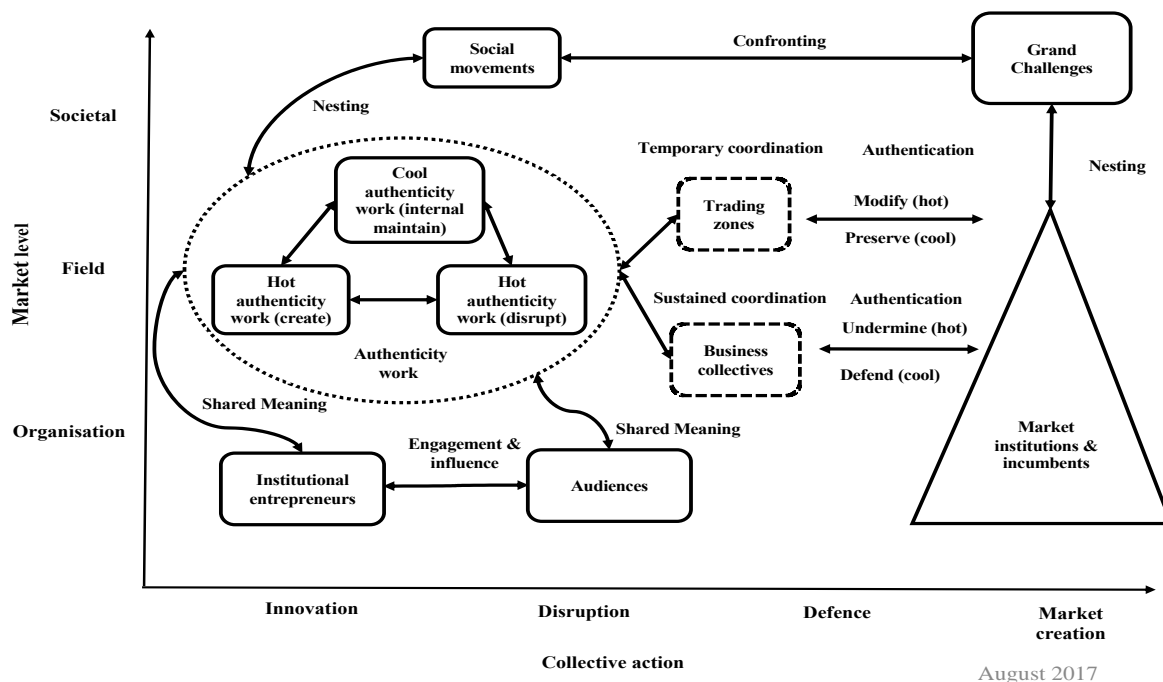 Confronting
Social
movements
Grand
Challenges
Societal
Nesting
Temporary coordination
Authentication
Nesting
Cool
authenticity
work (internal
maintain)
Trading
zones
Modify (hot)
Preserve (cool)
Market level
Field
Hot
authenticity
work (create)
Hot
authenticity
work (disrupt)
Sustained coordination
Authentication
Undermine (hot)
Business
collectives
Defend (cool)
Authenticity
work
Shared Meaning
Organisation
Shared Meaning
Engagement &
influence
Market
institutions &
incumbents
Institutional
entrepreneurs
Audiences
Innovation
Disruption
Defence
Market
creation
Collective action
August 2017